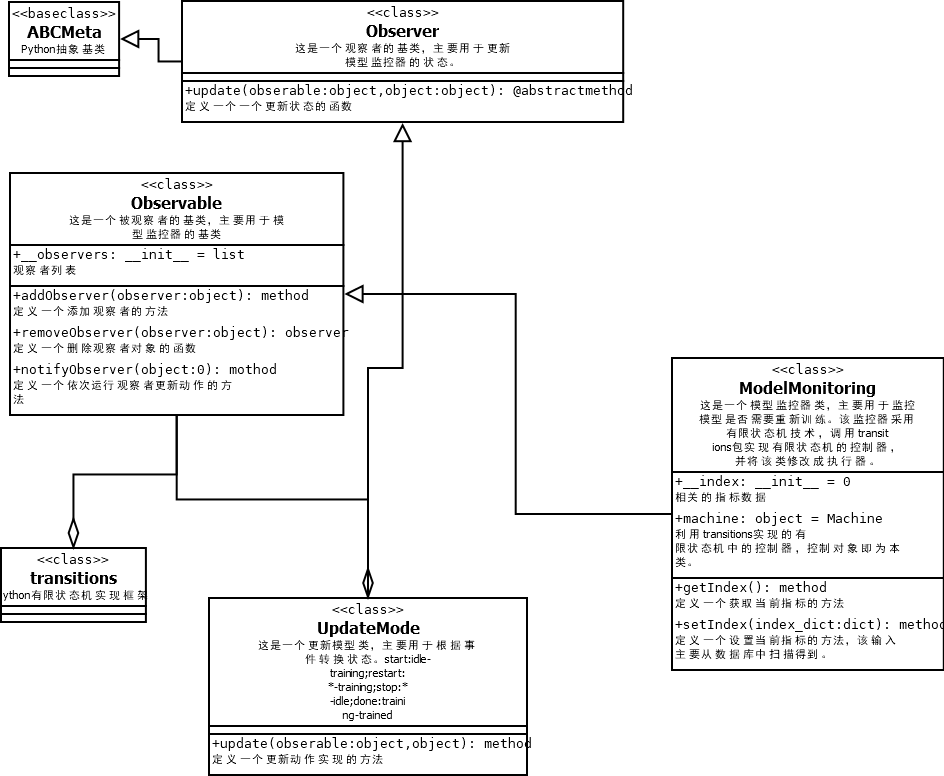 <<baseclass>>
ABCMeta
Python抽象基类
<<class>>
Observer
这是一个观察者的基类，主要用于更新
模型监控器的状态。
+update(obserable:object,object:object): @abstractmethod
定义一个一个更新状态的函数
<<class>>
Observable
这是一个被观察者的基类，主要用于模
型监控器的基类
+__observers: __init__ = list
观察者列表
+addObserver(observer:object): method
定义一个添加观察者的方法
+removeObserver(observer:object): observer
定义一个删除观察者对象的函数
+notifyObserver(object:0): mothod
定义一个依次运行观察者更新动作的方
法
<<class>>
ModelMonitoring
这是一个模型监控器类，主要用于监控
模型是否需要重新训练。该监控器采用
有限状态机技术，调用transit
ions包实现有限状态机的控制器，
并将该类修改成执行器。
+__index: __init__ = 0
相关的指标数据
+machine: object = Machine
利用transitions实现的有
限状态机中的控制器，控制对象即为本
类。
+getIndex(): method
定义一个获取当前指标的方法
+setIndex(index_dict:dict): method
定义一个设置当前指标的方法，该输入
主要从数据库中扫描得到。
<<class>>
transitions
ython有限状态机实现框架
<<class>>
UpdateMode
这是一个更新模型类，主要用于根据事
件转换状态。start:idle-
training;restart:
*-training;stop:*
-idle;done:traini
ng-trained
+update(obserable:object,object): method
定义一个更新动作实现的方法